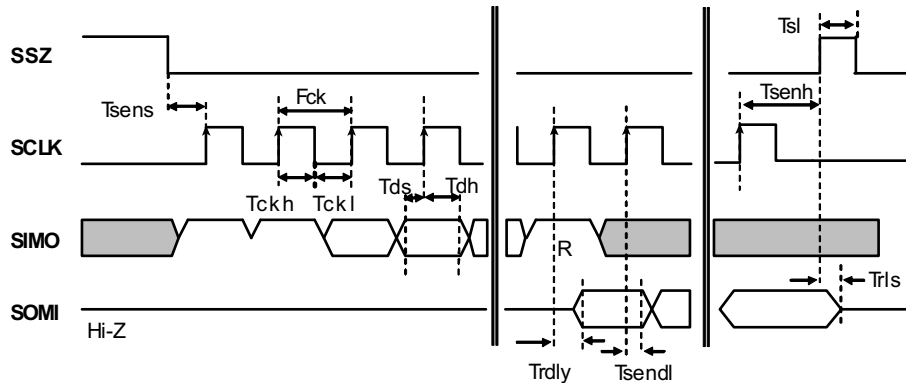 Tsl
SSZ
Tsens
Fck
Tsenh
SCLK
Tckh
Tckl
Tds
Tdh
SIMO
R
Trls
SOMI
Hi-Z
Trdly
Tsendl